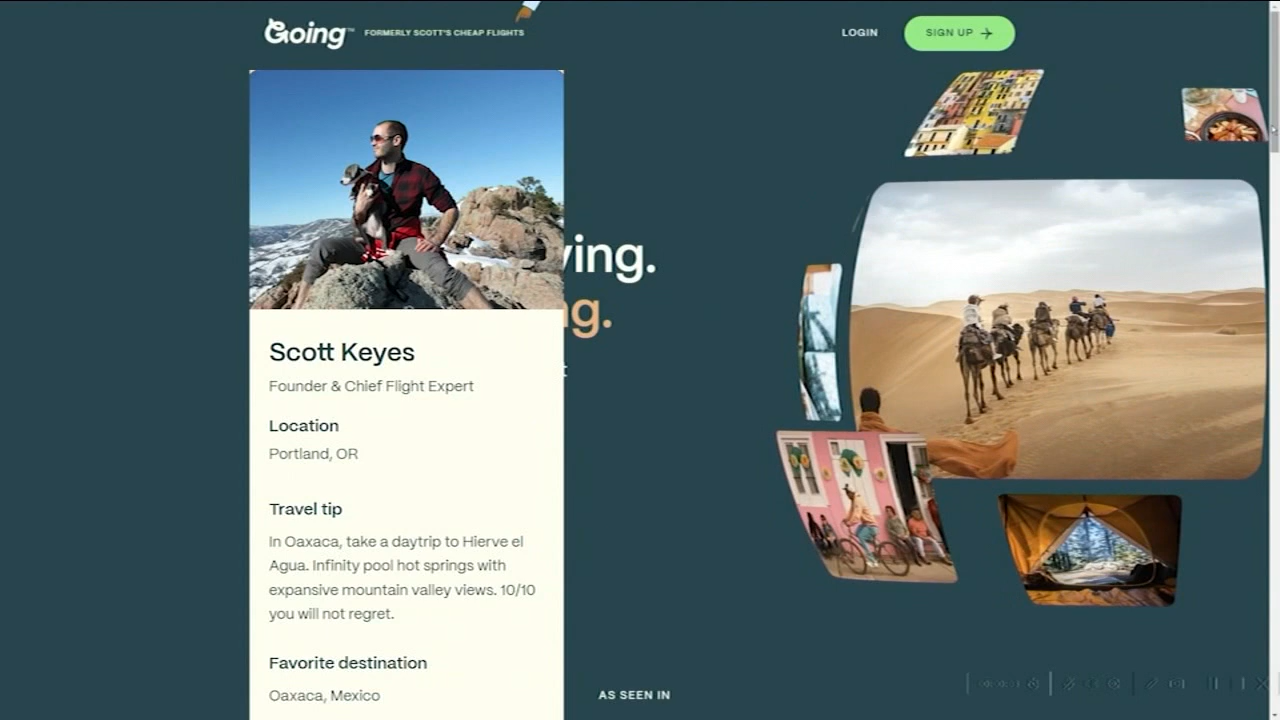 Going™ FORMERLY SCOTT'S CHEAP FLIGHTS
LOGIN
SIGN UP
ing.
g.
Scott Keyes
Founder & Chief Flight Expert
Location
Portland, OR
Travel tip
In Oaxaca, take a daytrip to Hierve el
Agua. Infinity pool hot springs with
expansive mountain valley views. 10/10
you will not regret.
Favorite destination
Oaxaca, Mexico
AS SEEN IN